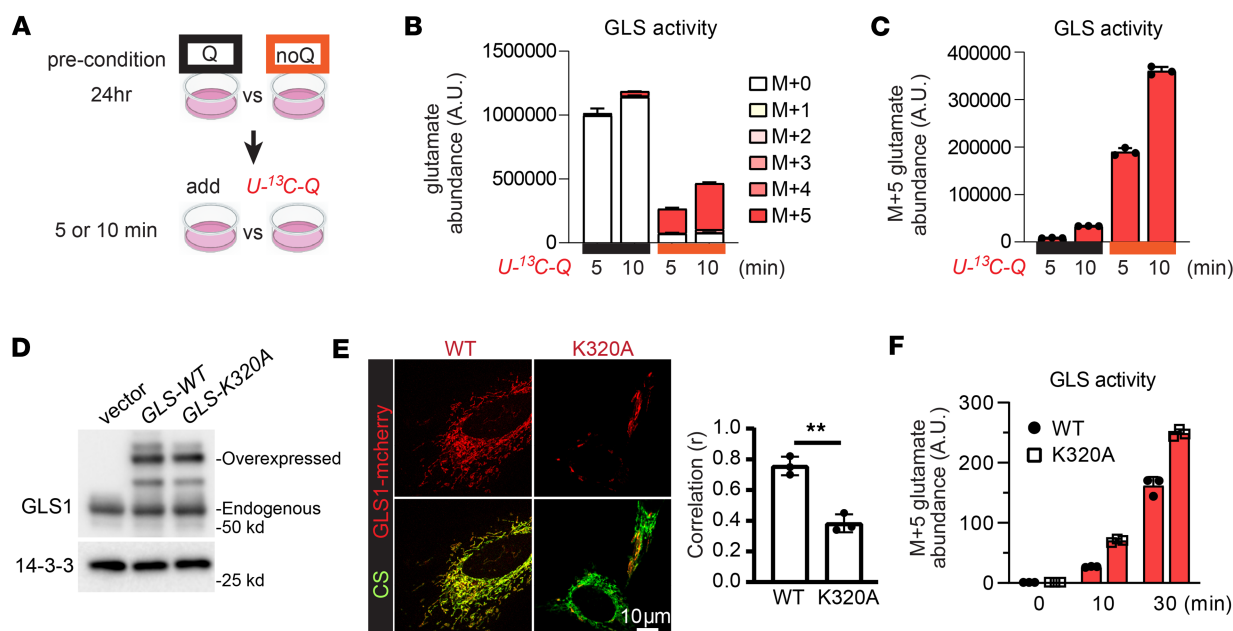 A
pre-condition
24hr
Q
noQ
vs
add
U-¹³C-Q
5 or 10 min
vs
B
GLS activity
glutamate
abundance (A.U.)
1500000
1000000
500000
0
M+0
M+1
M+2
M+3
M+4
M+5
U-¹³C-Q
5
10
5
10
(min)
C
GLS activity
M+5 glutamate
abundance (A.U.)
400000
300000
200000
100000
0
U-¹³C-Q
5
10
5
10
(min)
D
vector
GLS-WT
GLS-K320A
GLS1
-Overexpressed
-Endogenous
-50 kd
14-3-3
-25 kd
E
WT
K320A
GLS1-mcherry
CS
10μm
Correlation (r)
1.0
0.8
0.6
0.4
0.2
0
**
WT
K320A
F
GLS activity
M+5 glutamate
abundance (A.U.)
300
250
150
100
50
0
WT
K320A
0
10
30
(min)